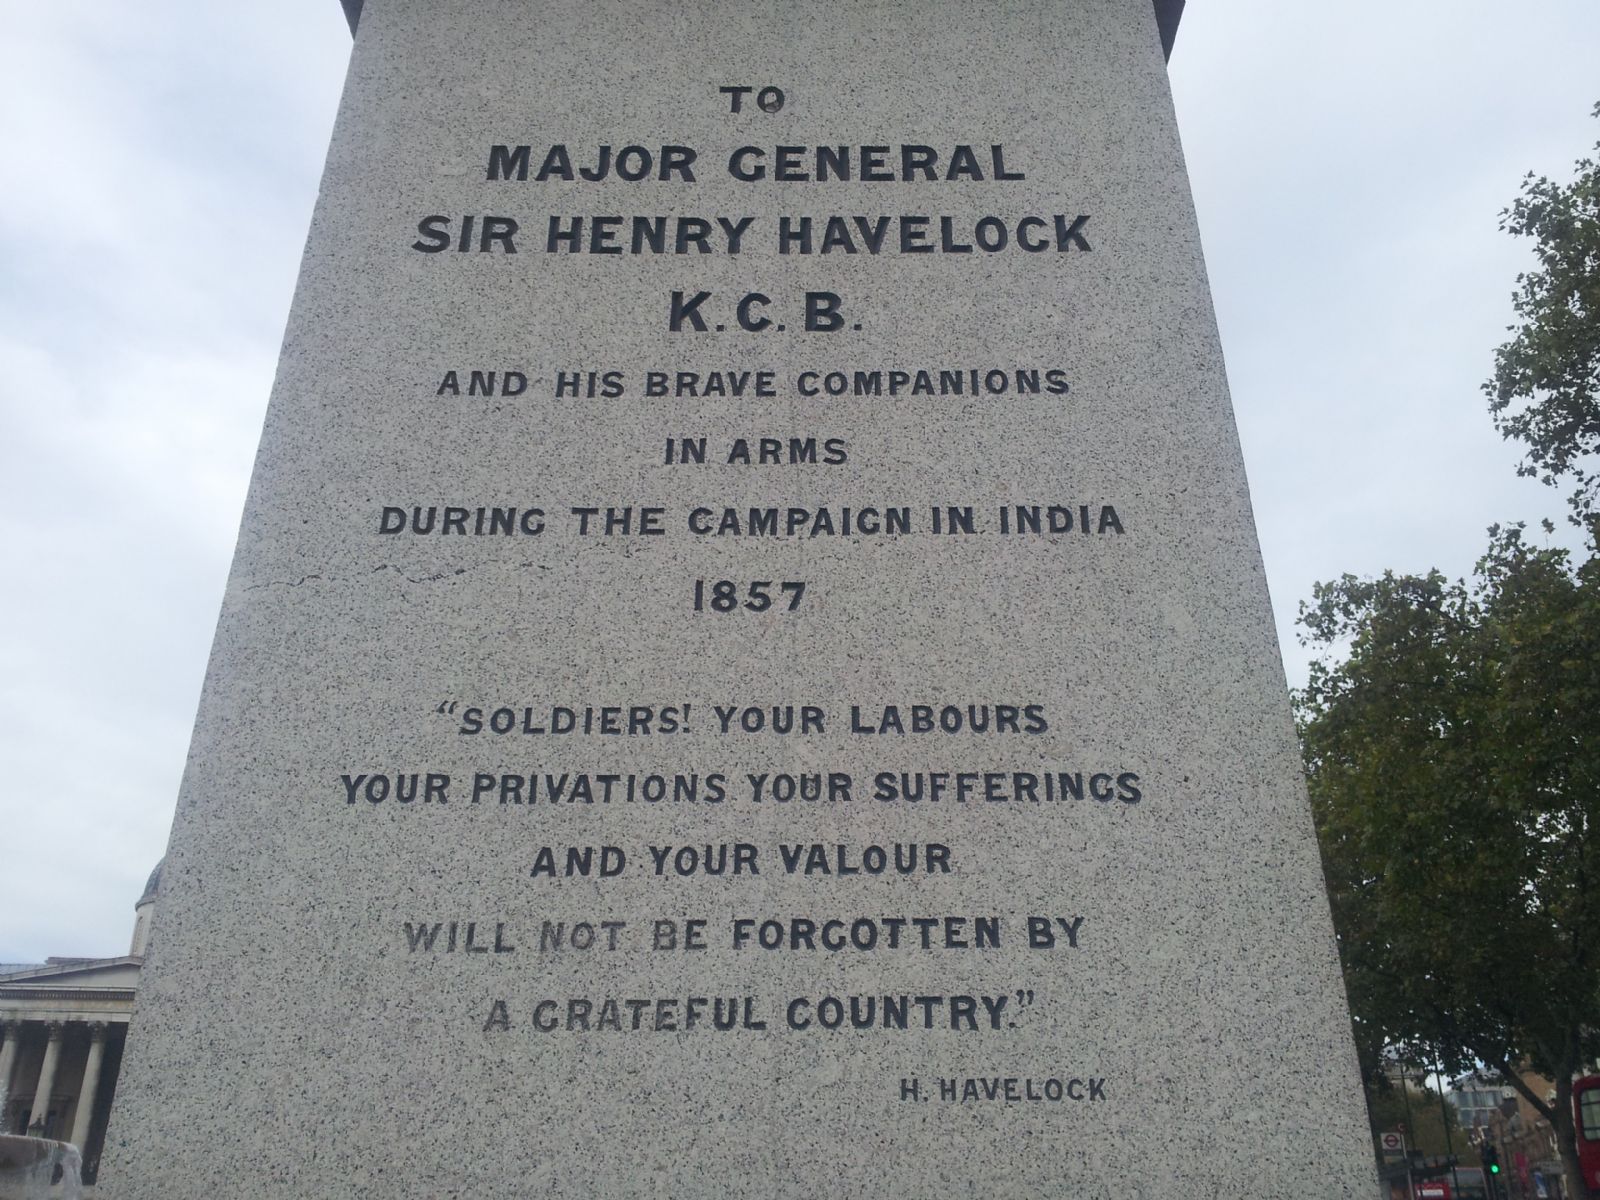 TO
MAJOR GENERAL
SIR HENRY HAVELOCK
K.C.B.
AND HIS BRAVE COMPANIONS
IN ARMS
DURING THE CAMPAIGN IN INDIA
1857
“SOLDIERS! YOUR LABOURS
YOUR PRIVATIONS YOUR SUFFERINGS
AND YOUR VALOUR
WILL NOT BE FORGOTTEN BY
A GRATEFUL COUNTRY.”
H. HAVELOCK